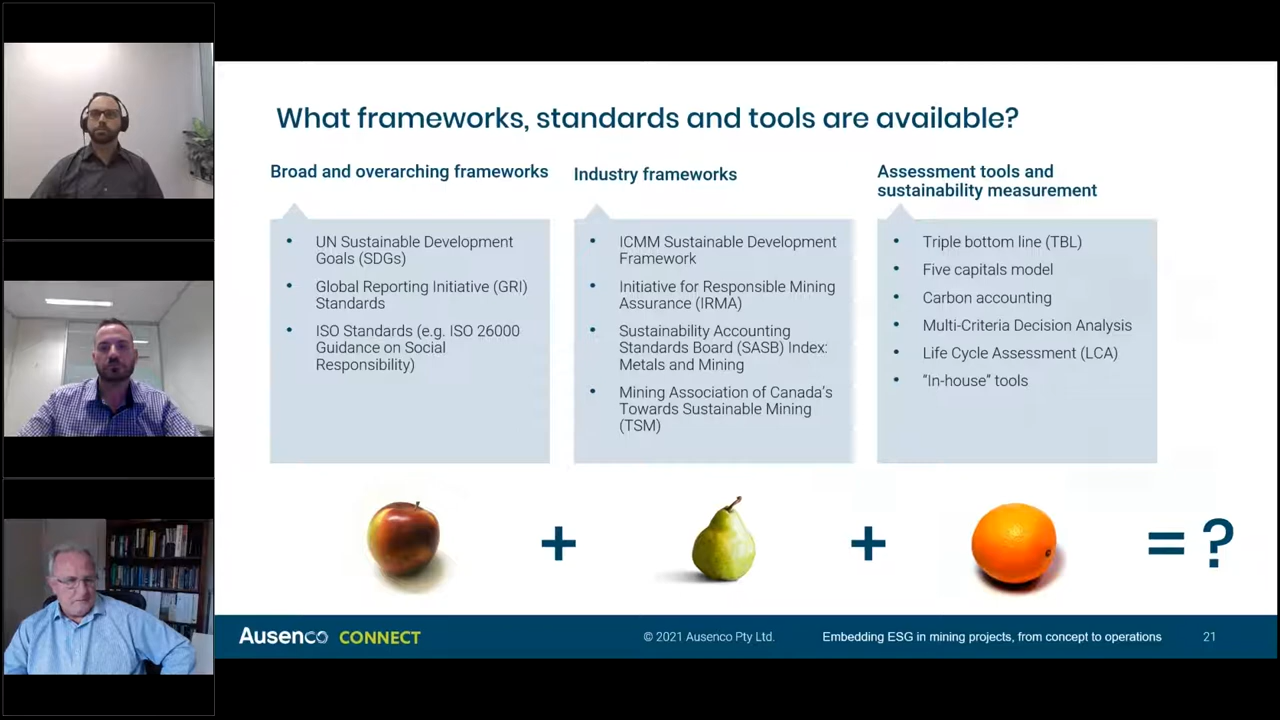 What frameworks, standards and tools are available?
Broad and overarching frameworks
• UN Sustainable Development
Goals (SDGs)
• Global Reporting Initiative (GRI)
Standards
• ISO Standards (e.g. ISO 26000
Guidance on Social
Responsibility)
Industry frameworks
• ICMM Sustainable Development
Framework
• Initiative for Responsible Mining
Assurance (IRMA)
• Sustainability Accounting
Standards Board (SASB) Index:
Metals and Mining
• Mining Association of Canada’s
Towards Sustainable Mining
(TSM)
Assessment tools and
sustainability measurement
• Triple bottom line (TBL)
• Five capitals model
• Carbon accounting
• Multi-Criteria Decision Analysis
• Life Cycle Assessment (LCA)
• “In-house” tools
+ + = ?
Ausenco CONNECT
© 2021 Ausenco Pty Ltd.
Embedding ESG in mining projects, from concept to operations
21